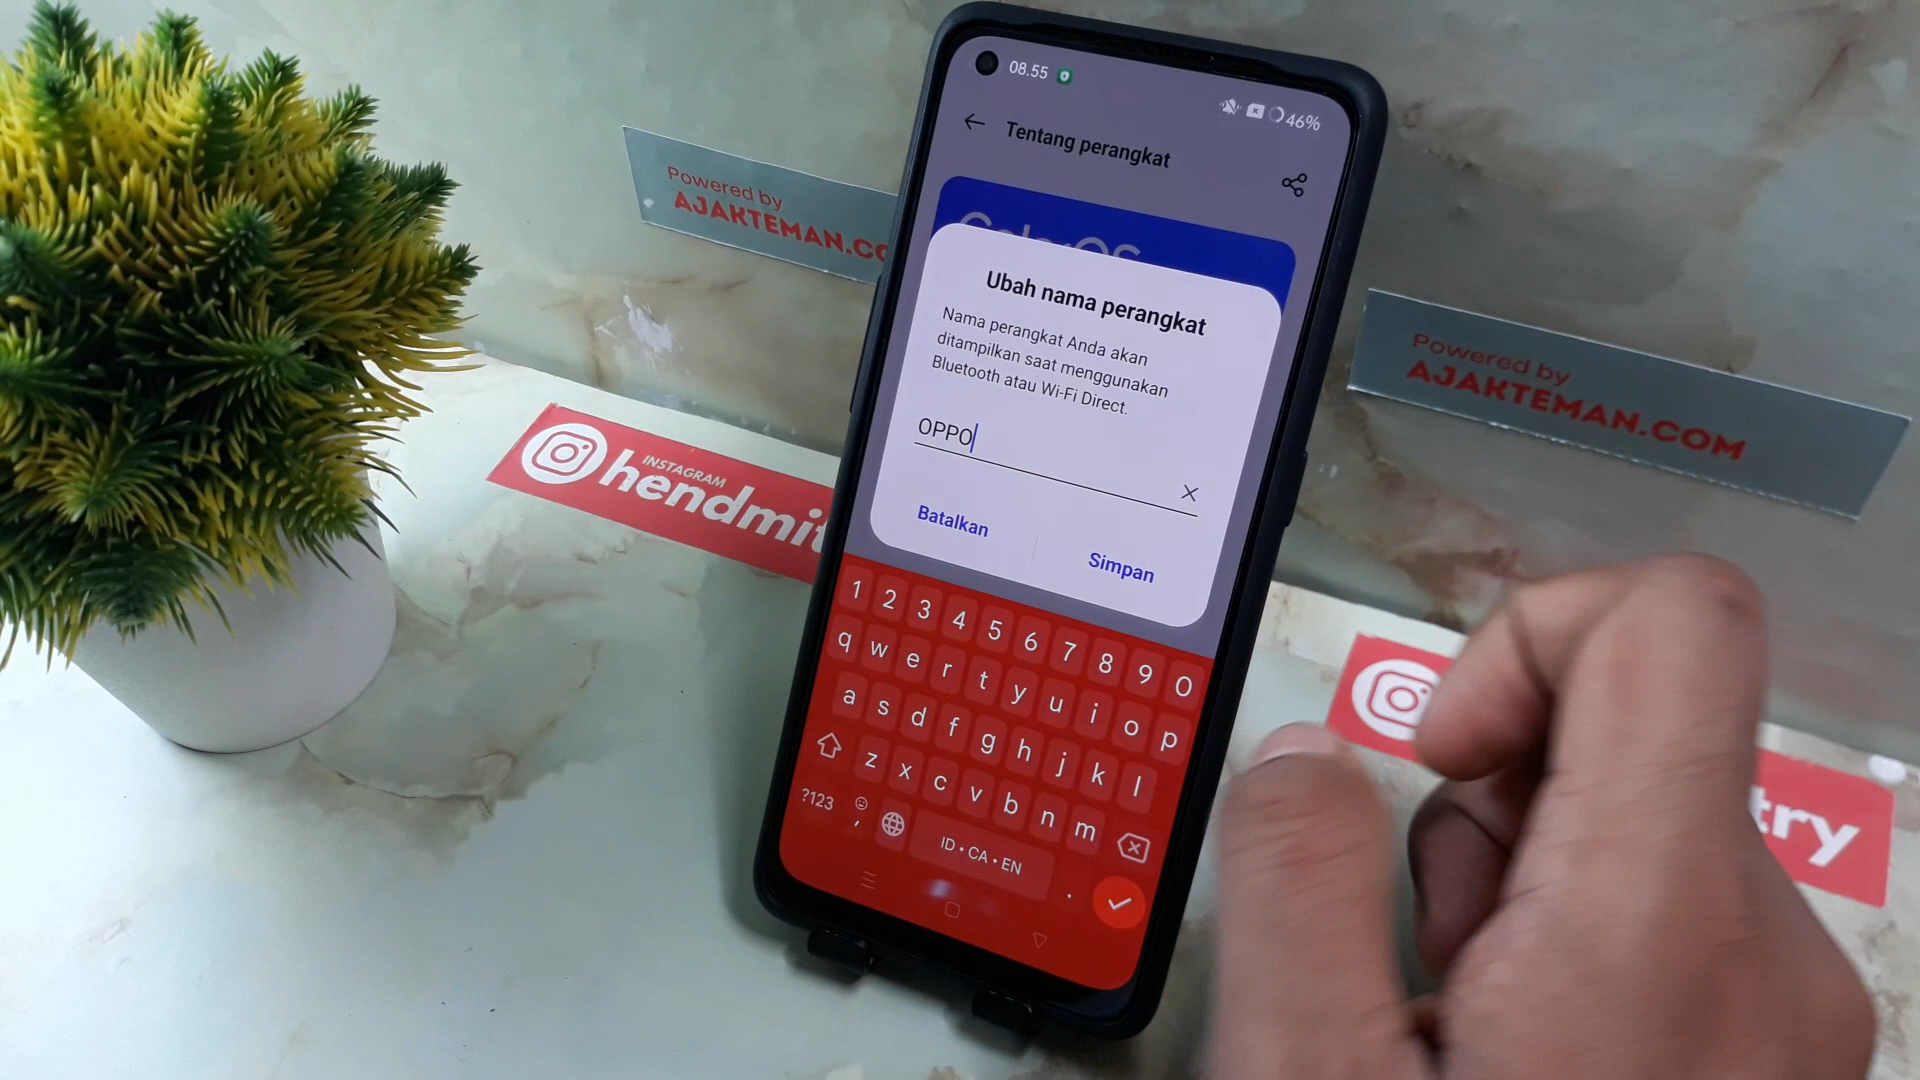 08.55
46%
Tentang perangkat
ColorOS
Ubah nama perangkat
Nama perangkat Anda akan
ditampilkan saat menggunakan
Bluetooth atau Wi-Fi Direct.
OPPO
Batalkan
Simpan
1 2 3 4 5 6 7 8 9 0
q w e r t y u i o p
a s d f g h j k l
z x c v b n m
?123 , ID • CA • EN .
Powered by
AJAKTEMAN.CO
Powered by
AJAKTEMAN.COM
INSTAGRAM
hendmit
try